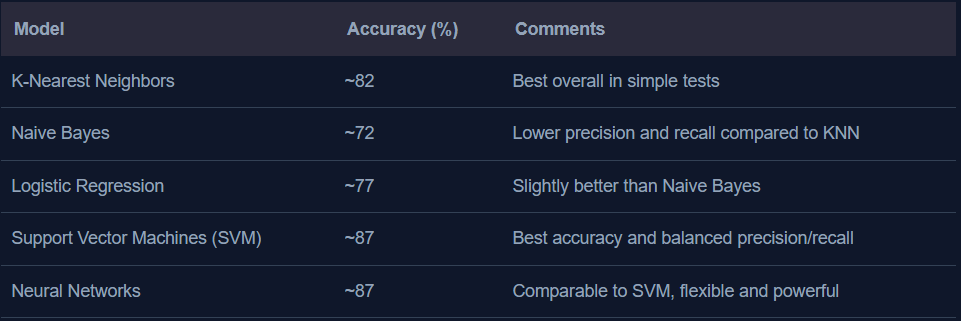 Model Accuracy (%) Comments
K-Nearest Neighbors ~82 Best overall in simple tests
Naive Bayes ~72 Lower precision and recall compared to KNN
Logistic Regression ~77 Slightly better than Naive Bayes
Support Vector Machines (SVM) ~87 Best accuracy and balanced precision/recall
Neural Networks ~87 Comparable to SVM, flexible and powerful